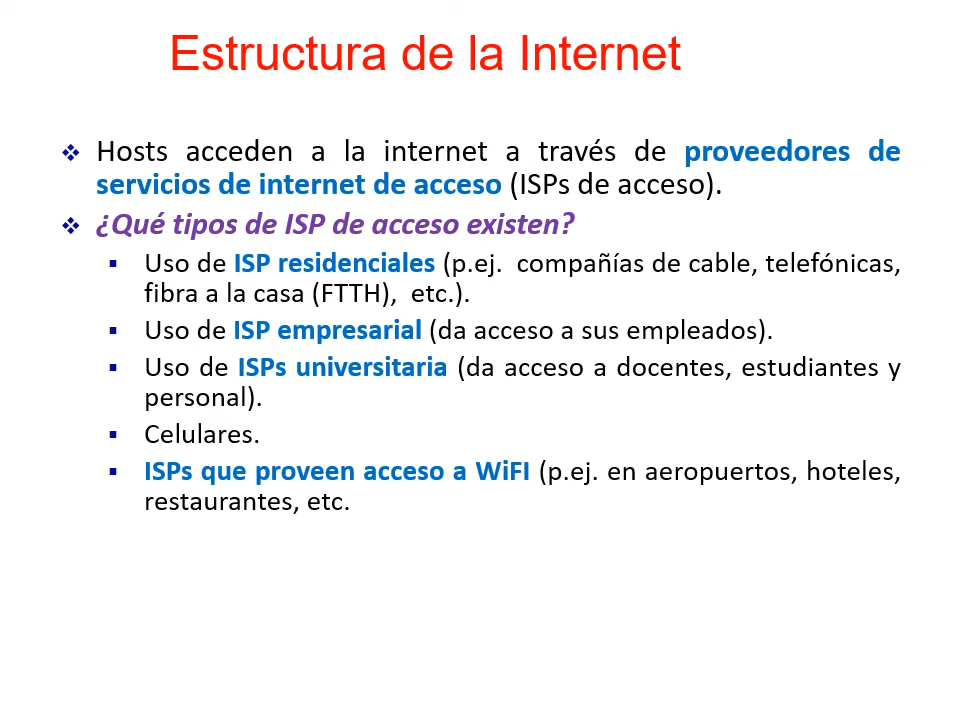 Estructura de la Internet
❖ Hosts acceden a la internet a través de proveedores de
servicios de internet de acceso (ISPs de acceso).
❖ ¿Qué tipos de ISP de acceso existen?
▪ Uso de ISP residenciales (p.ej. compañías de cable, telefónicas,
fibra a la casa (FTTH), etc.).
▪ Uso de ISP empresarial (da acceso a sus empleados).
▪ Uso de ISPs universitaria (da acceso a docentes, estudiantes y
personal).
▪ Celulares.
▪ ISPs que proveen acceso a WiFI (p.ej. en aeropuertos, hoteles,
restaurantes, etc.